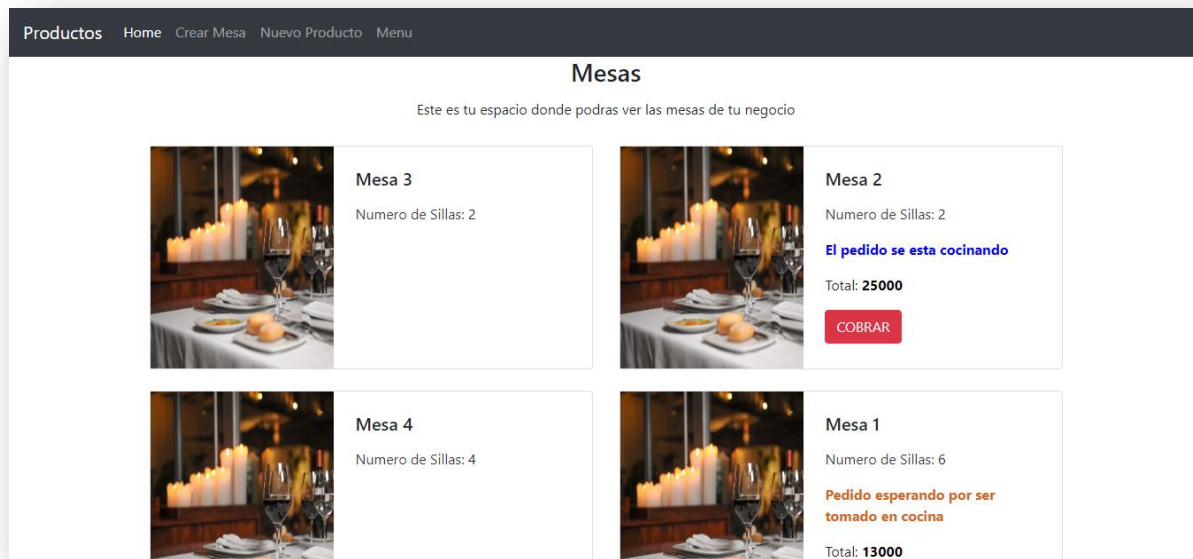 Productos Home Crear Mesa Nuevo Producto Menu
Mesas
Este es tu espacio donde podras ver las mesas de tu negocio
Mesa 3
Numero de Sillas: 2
Mesa 2
Numero de Sillas: 2
El pedido se esta cocinando
Total: 25000
COBRAR
Mesa 4
Numero de Sillas: 4
Mesa 1
Numero de Sillas: 6
Pedido esperando por ser
tomado en cocina
Total: 13000